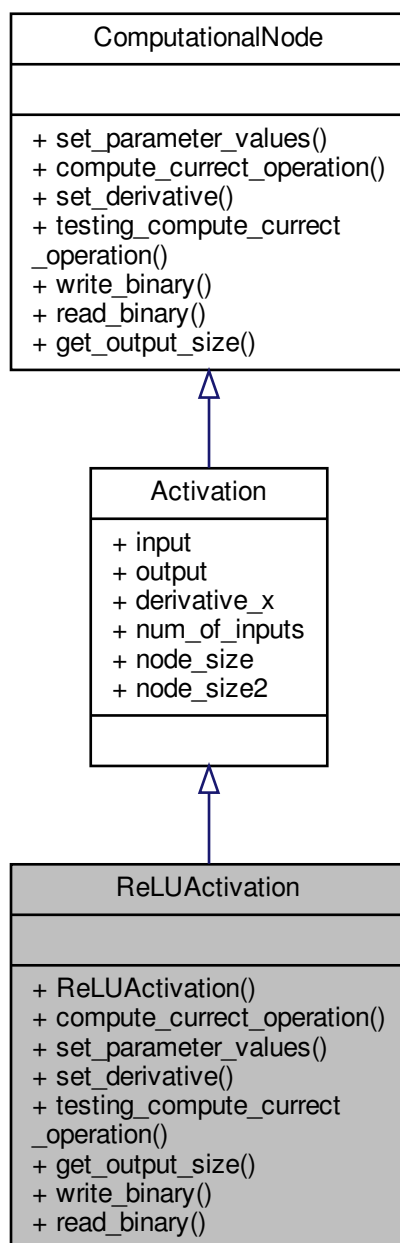 ComputationalNode
+ set_parameter_values()
+ compute_currect_operation()
+ set_derivative()
+ testing_compute_currect
_operation()
+ write_binary()
+ read_binary()
+ get_output_size()
Activation
+ input
+ output
+ derivative_x
+ num_of_inputs
+ node_size
+ node_size2
ReLUActivation
+ ReLUActivation()
+ compute_currect_operation()
+ set_parameter_values()
+ set_derivative()
+ testing_compute_currect
_operation()
+ get_output_size()
+ write_binary()
+ read_binary()